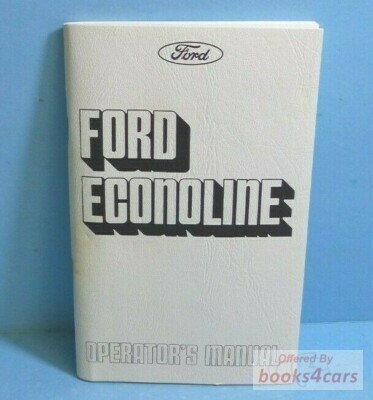 Ford
FORD
ECONOLINE
OPERATOR'S MANUAL
Offered By
books4cars